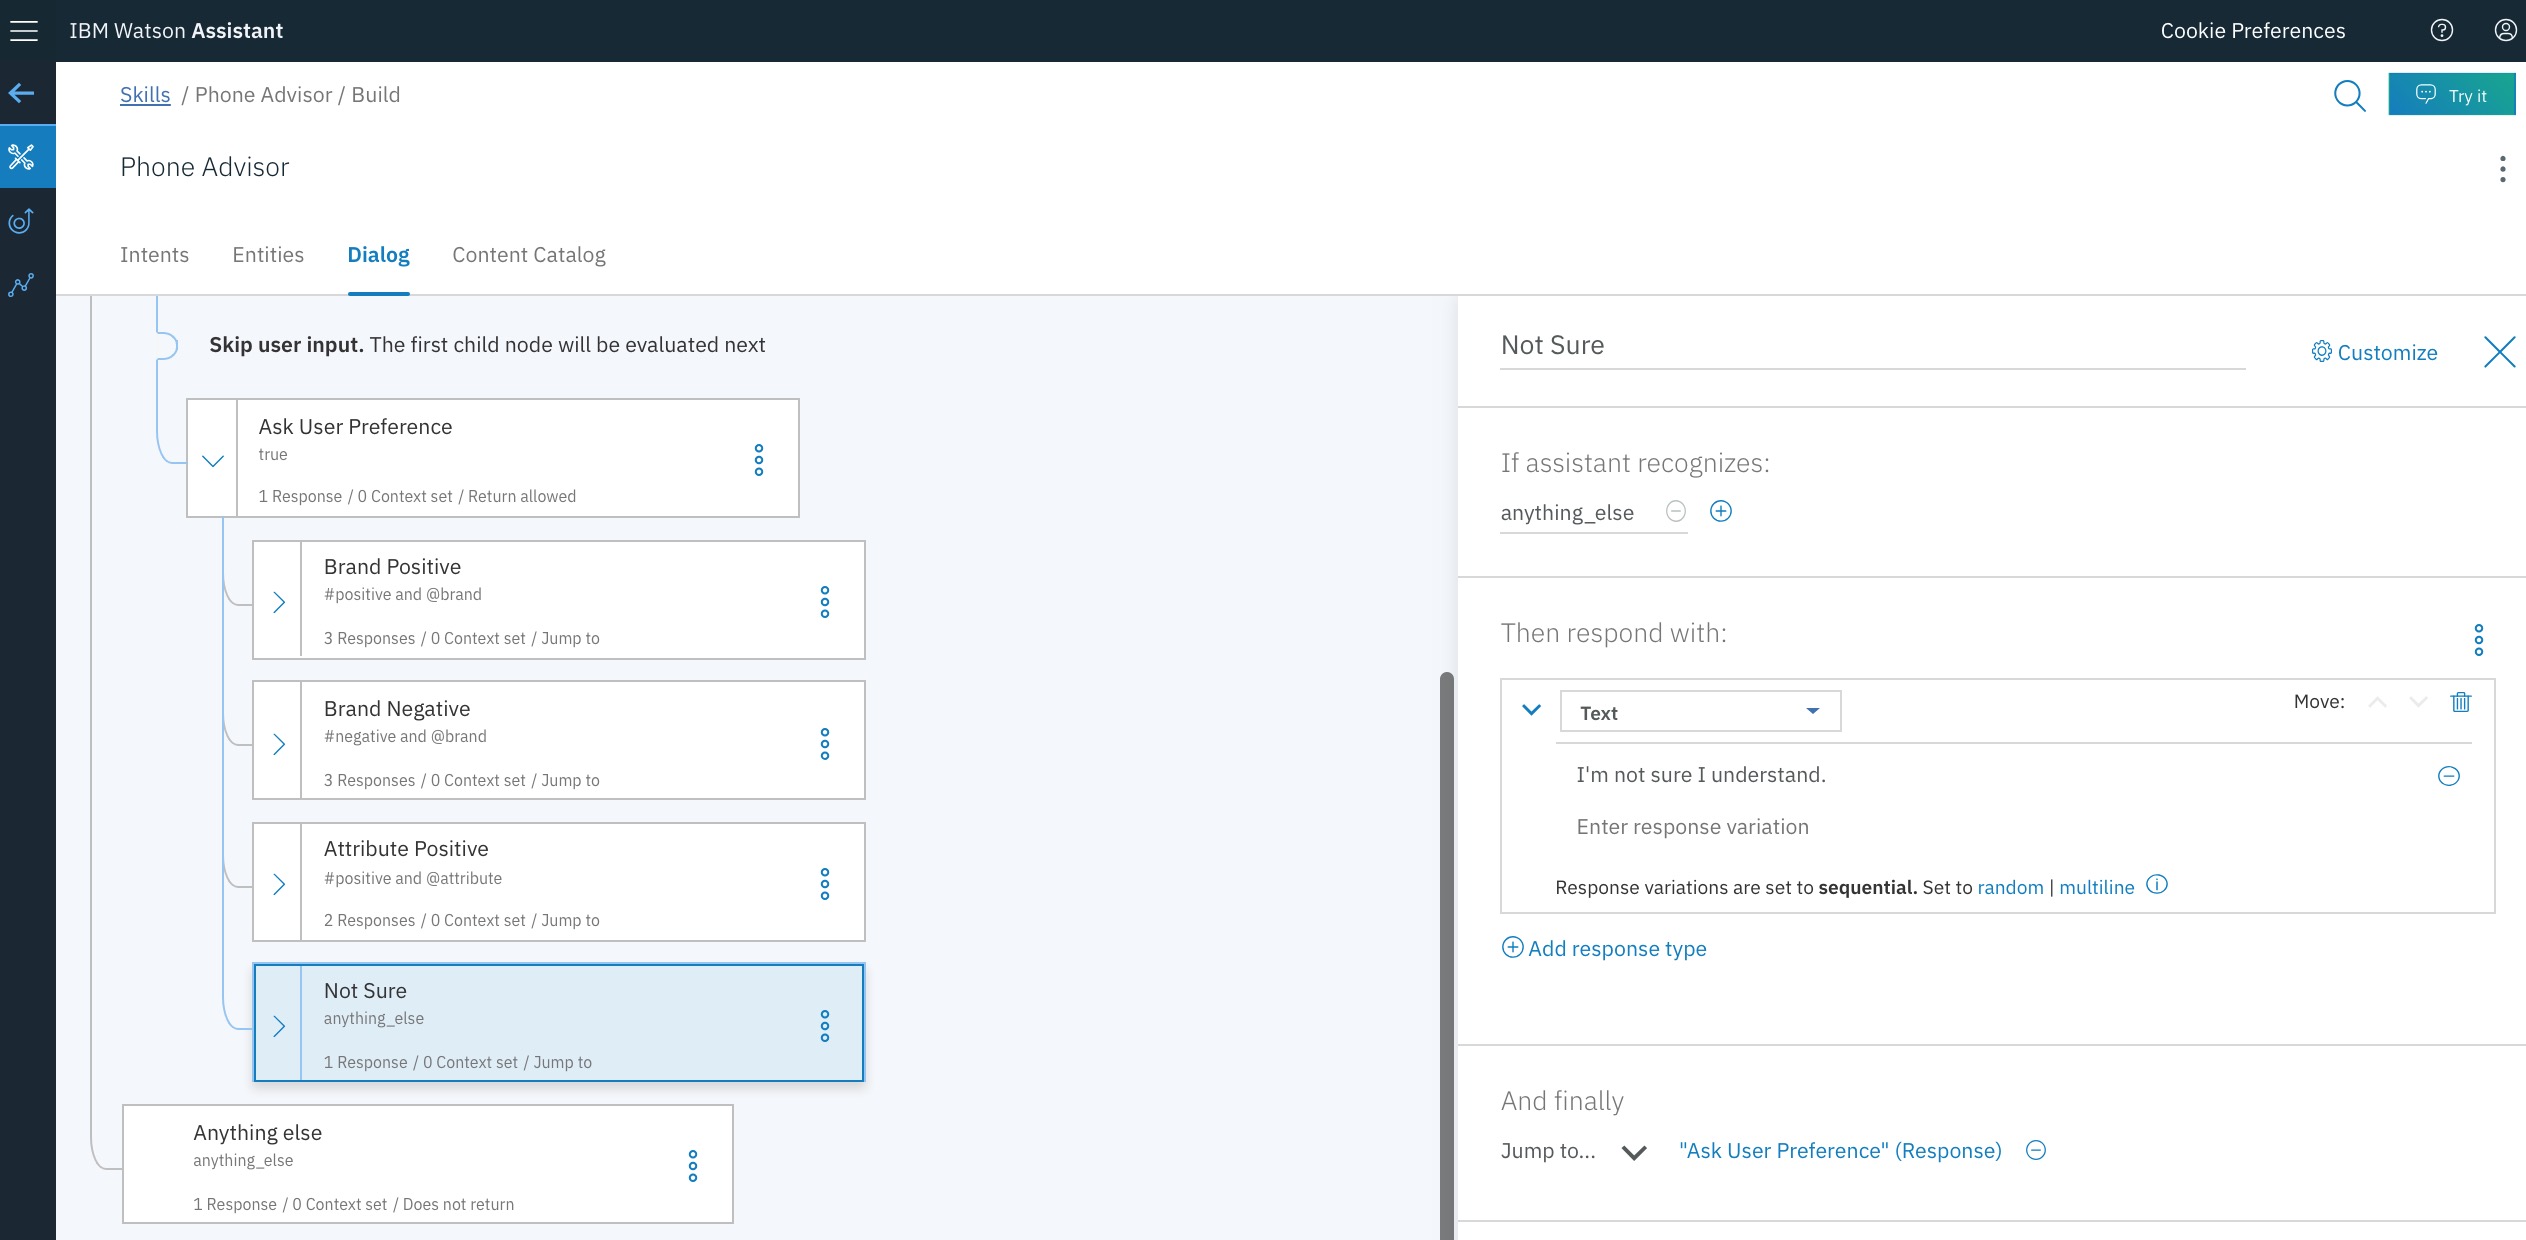 IBM Watson Assistant
Cookie Preferences
Skills / Phone Advisor / Build
Try it
Phone Advisor
Intents
Entities
Dialog
Content Catalog
Skip user input. The first child node will be evaluated next
Ask User Preference
true
1 Response / 0 Context set / Return allowed
Brand Positive
#positive and @brand
3 Responses / 0 Context set / Jump to
Brand Negative
#negative and @brand
3 Responses / 0 Context set / Jump to
Attribute Positive
#positive and @attribute
2 Responses / 0 Context set / Jump to
Not Sure
anything_else
1 Response / 0 Context set / Jump to
Anything else
anything_else
1 Response / 0 Context set / Does not return
Not Sure
Customize
If assistant recognizes:
anything_else
Then respond with:
Text
Move:
I'm not sure I understand.
Enter response variation
Response variations are set to sequential. Set to random | multiline
Add response type
And finally
Jump to... "Ask User Preference" (Response)